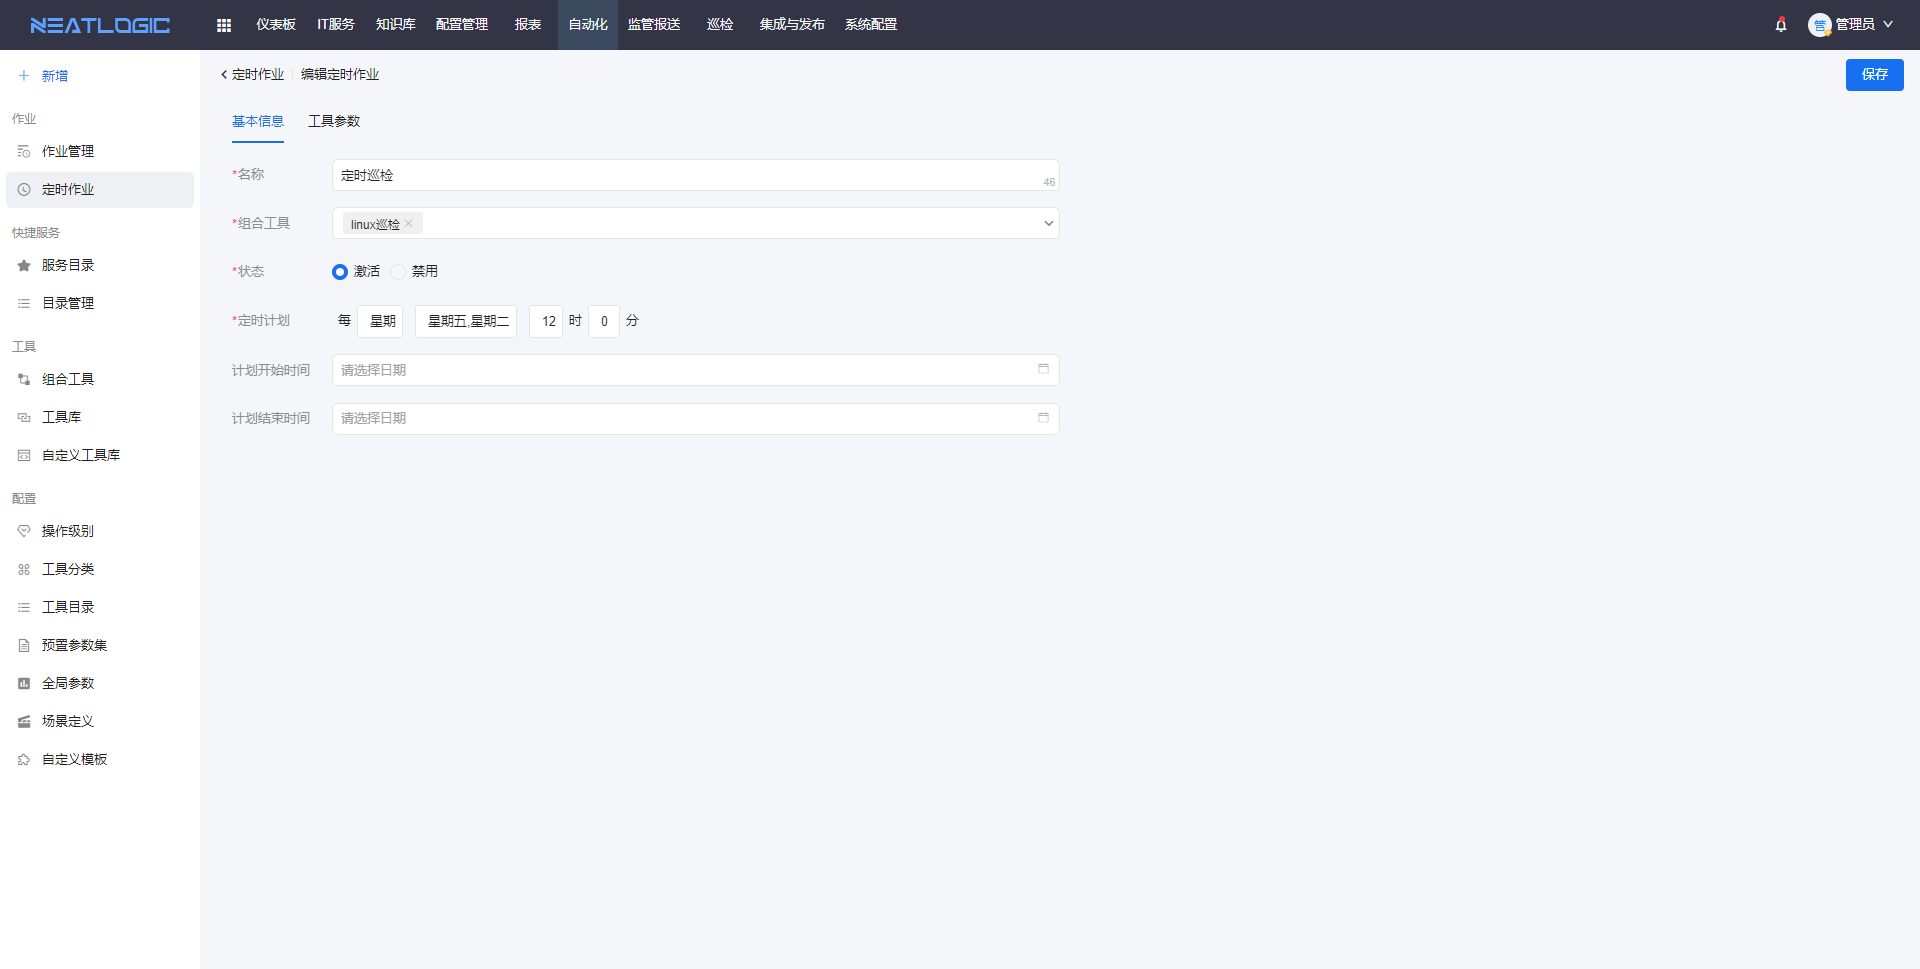 NEATLOGIC 仪表板 IT服务 知识库 配置管理 报表 自动化 监管报送 巡检 集成与发布 系统配置 管 管理员
新增
作业
作业管理
定时作业
快捷服务
服务目录
目录管理
工具
组合工具
工具库
自定义工具库
配置
操作级别
工具分类
工具目录
预置参数集
全局参数
场景定义
自定义模板
定时作业 编辑定时作业 保存
基本信息 工具参数
*名称 定时巡检 46
*组合工具 linux巡检
*状态 激活 禁用
*定时计划 每 星期 星期五,星期二 12 时 0 分
计划开始时间 请选择日期
计划结束时间 请选择日期